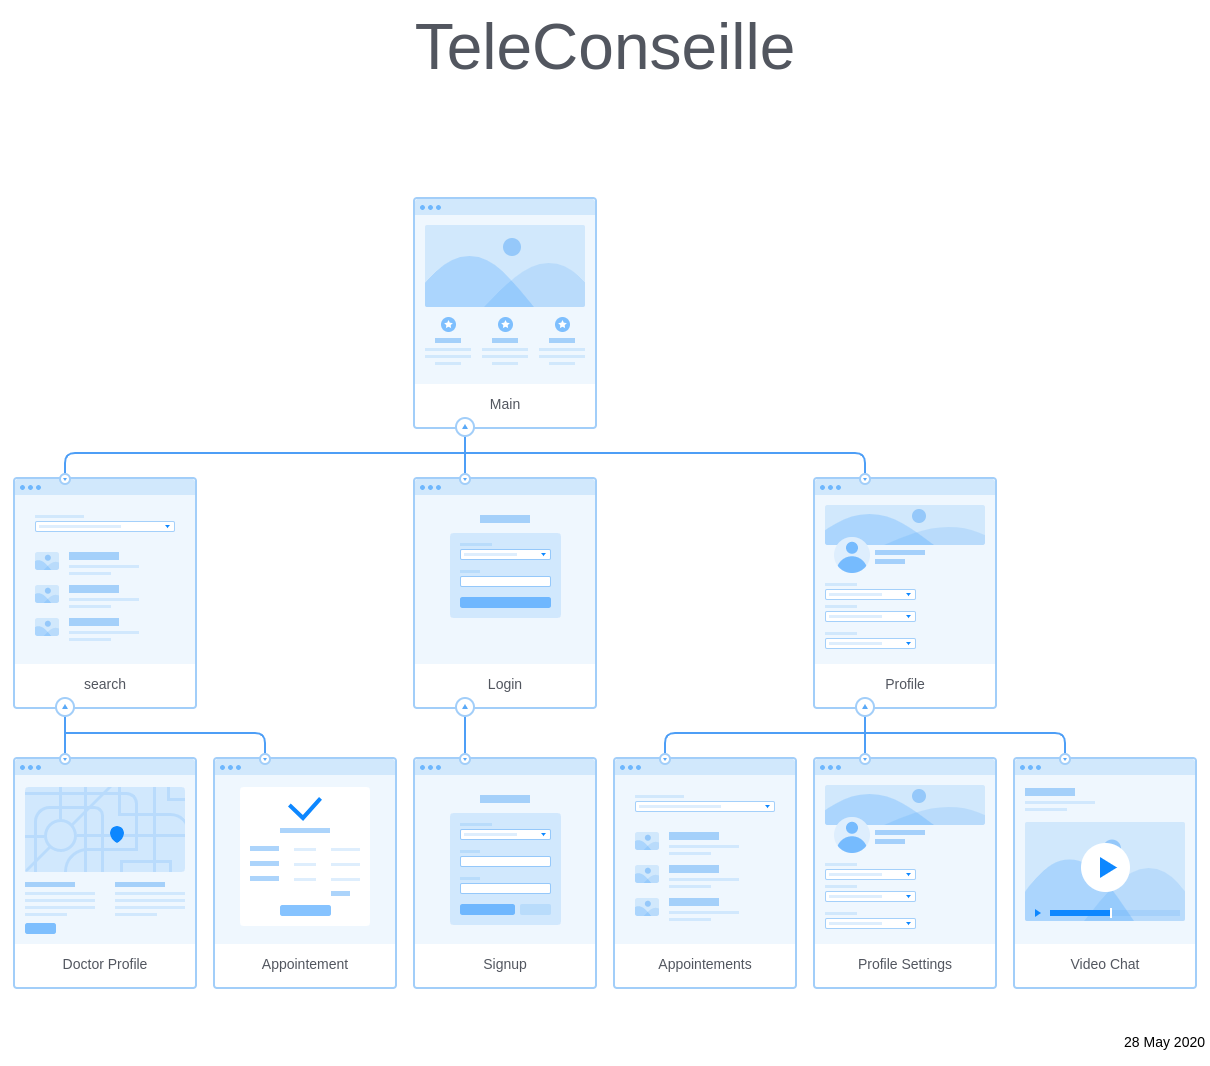 TeleConseille
Main
search
Login
Profile
Doctor Profile
Appointement
Signup
Appointements
Profile Settings
Video Chat
28 May 2020